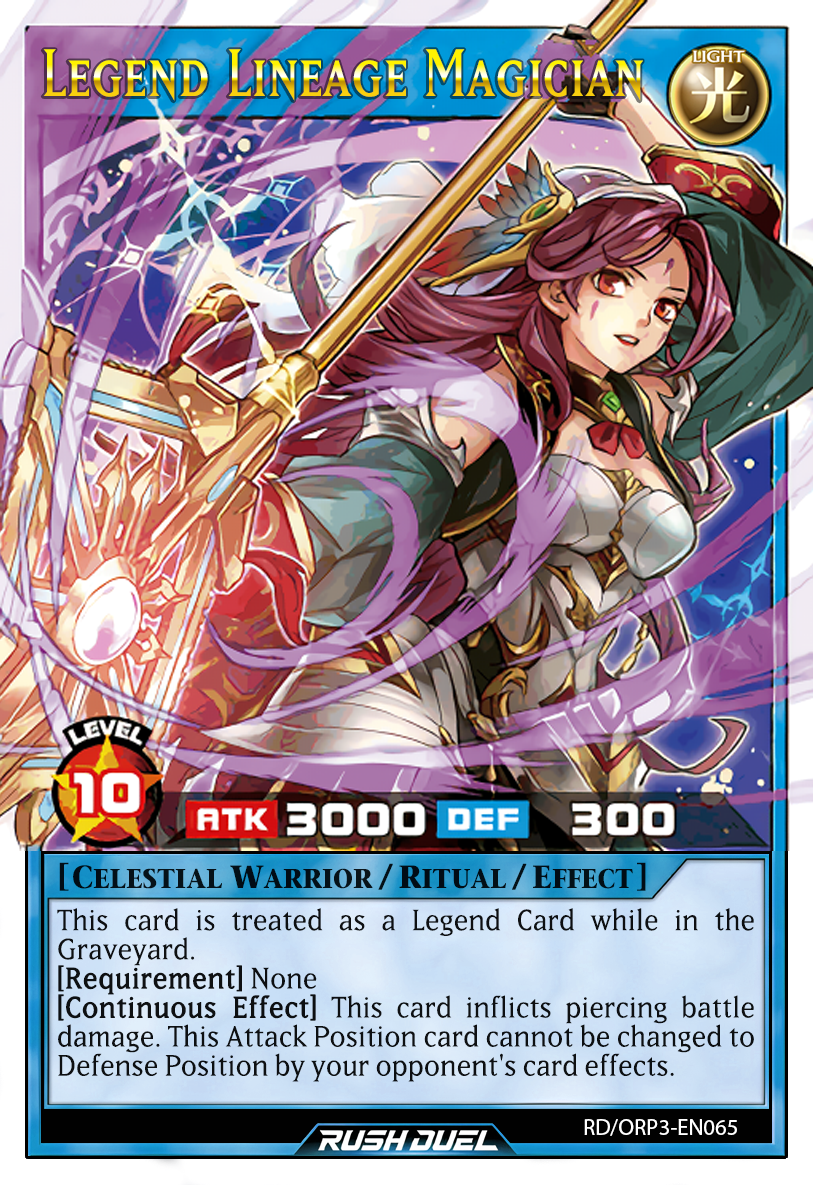 LEGEND LINEAGE MAGICIAN
LIGHT
光
LEVEL
10
ATK 3000 DEF 300
[CELESTIAL WARRIOR / RITUAL / EFFECT]
This card is treated as a Legend Card while in the
Graveyard.
[Requirement] None
[Continuous Effect] This card inflicts piercing battle
damage. This Attack Position card cannot be changed to
Defense Position by your opponent's card effects.
RD/ORP3-EN065
RUSH DUEL